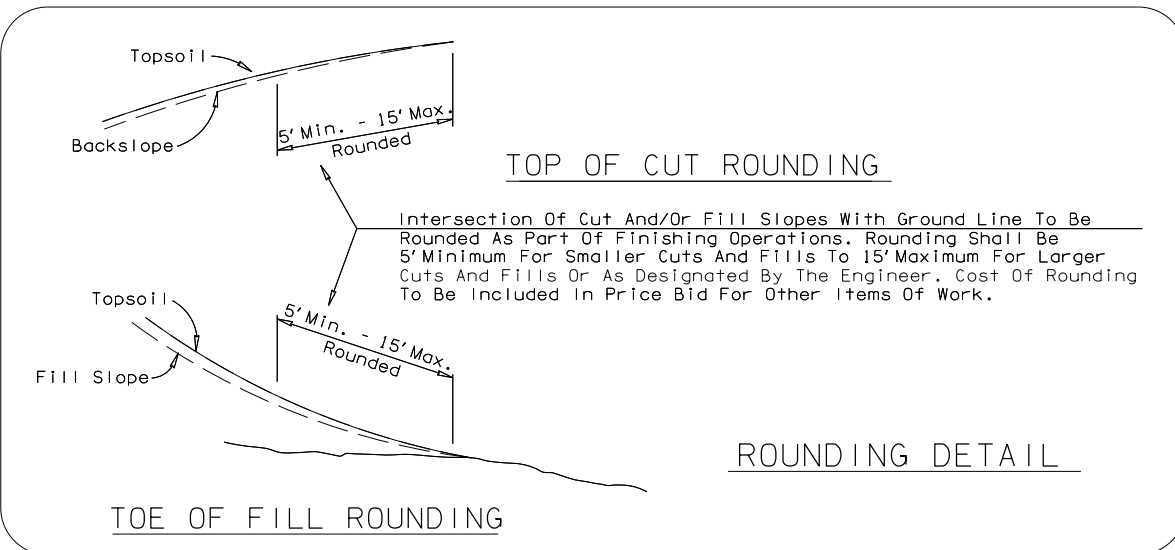 Topsoil
Backslope
5' Min. - 15' Max.
Rounded
TOP OF CUT ROUNDING
Intersection Of Cut And/Or Fill Slopes With Ground Line To Be
Rounded As Part Of Finishing Operations. Rounding Shall Be
5' Minimum For Smaller Cuts And Fills To 15' Maximum For Larger
Cuts And Fills Or As Designated By The Engineer. Cost Of Rounding
To Be Included In Price Bid For Other Items Of Work.
Topsoil
Fill Slope
5' Min. - 15' Max.
Rounded
ROUNDING DETAIL
TOE OF FILL ROUNDING